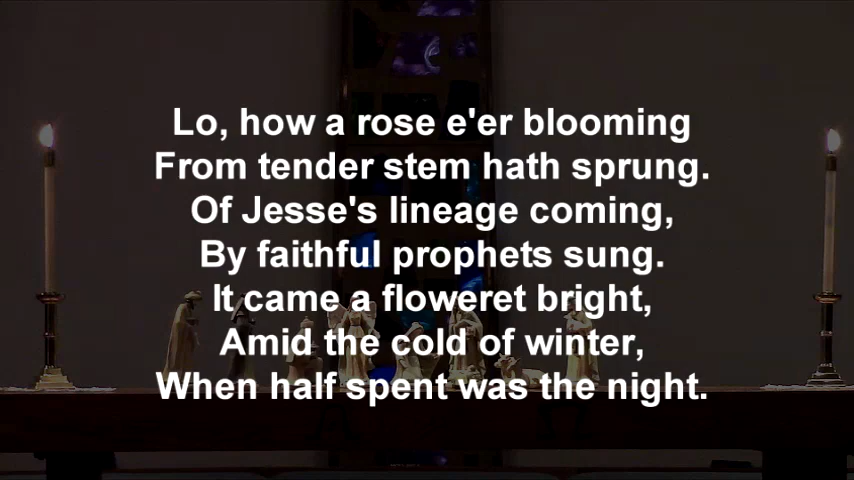 Lo, how a rose e'er blooming
From tender stem hath sprung.
Of Jesse's lineage coming,
By faithful prophets sung.
It came a floweret bright,
Amid the cold of winter,
When half spent was the night.